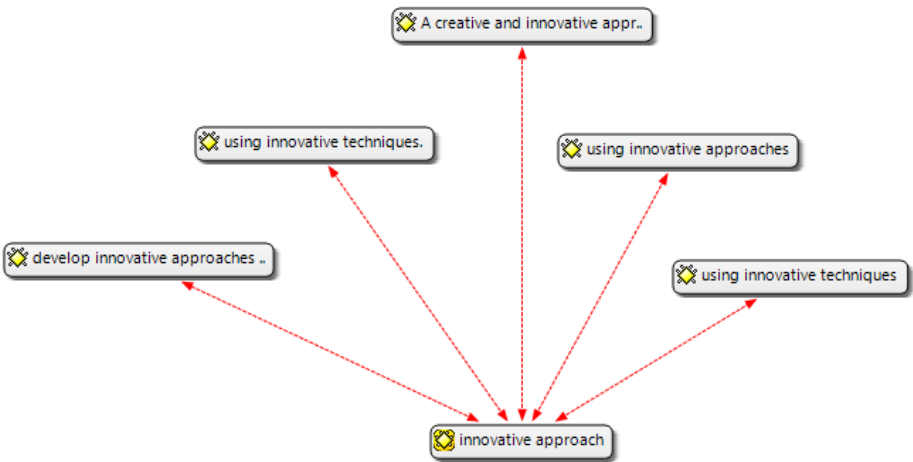 A creative and innovative appr..
using innovative techniques.
using innovative approaches
develop innovative approaches ..
using innovative techniques
innovative approach